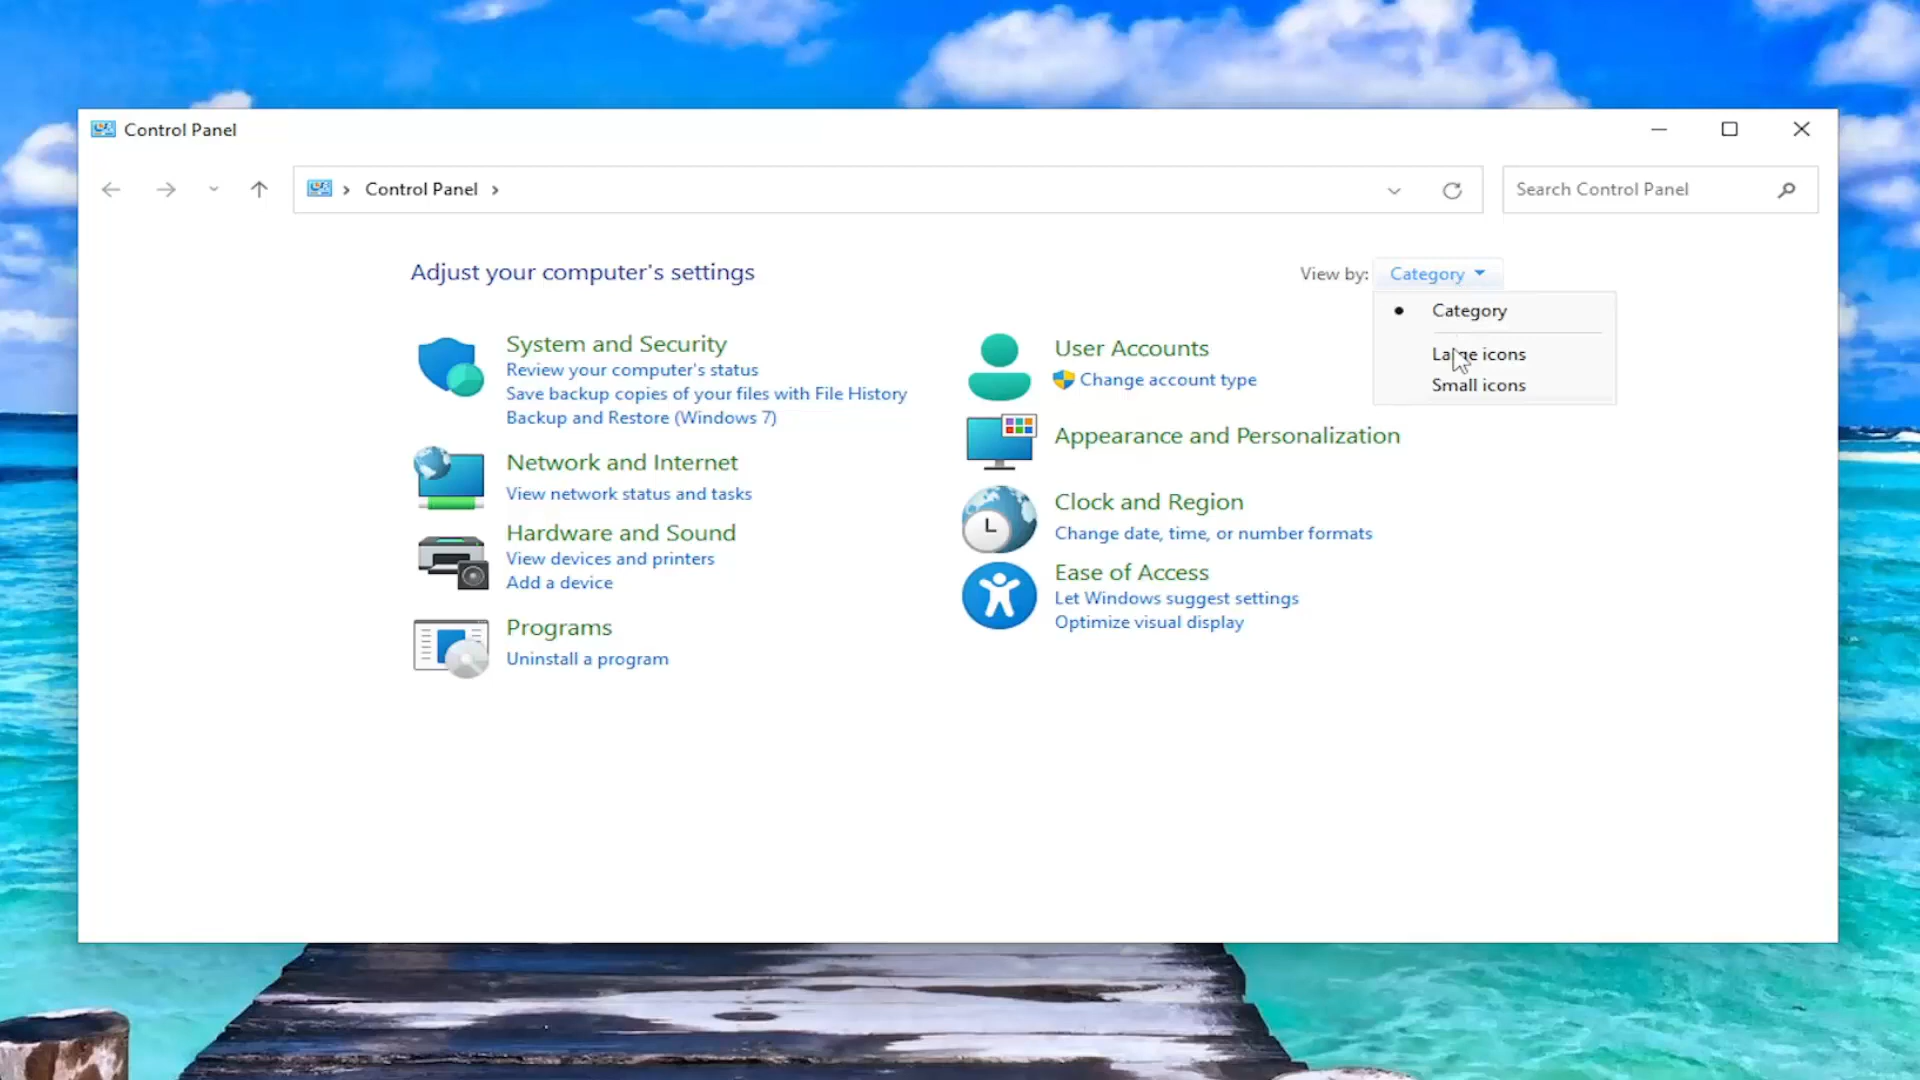 Control Panel
Control Panel
Search Control Panel
Adjust your computer's settings
View by: Category
Category
Large icons
Small icons
System and Security
Review your computer's status
Save backup copies of your files with File History
Backup and Restore (Windows 7)
Network and Internet
View network status and tasks
Hardware and Sound
View devices and printers
Add a device
Programs
Uninstall a program
User Accounts
Change account type
Appearance and Personalization
Clock and Region
Change date, time, or number formats
Ease of Access
Let Windows suggest settings
Optimize visual display